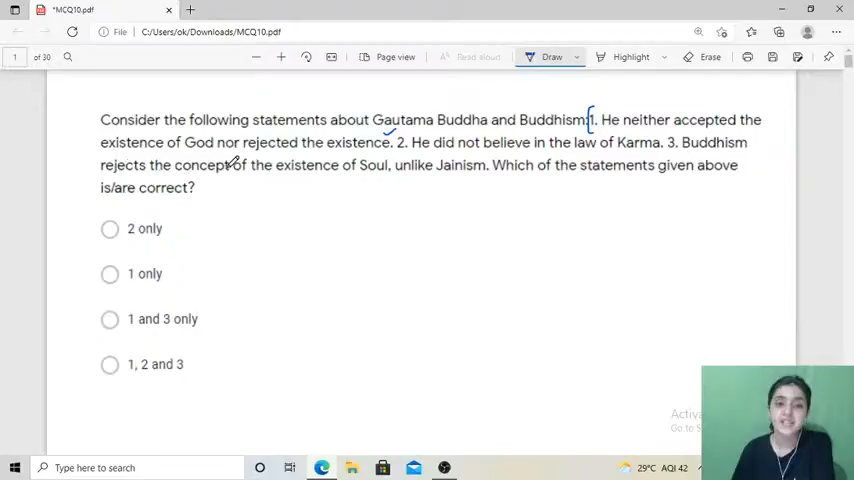 *MCQ10.pdf
File
C:/Users/ok/Downloads/MCQ10.pdf
1
of 30
Page view
Read aloud
Draw
Highlight
Erase
Consider the following statements about Gautama Buddha and Buddhism:1. He neither accepted the
existence of God nor rejected the existence. 2. He did not believe in the law of Karma. 3. Buddhism
rejects the concept of the existence of Soul, unlike Jainism. Which of the statements given above
is/are correct?
2 only
1 only
1 and 3 only
1, 2 and 3
Activa
Go to S
Type here to search
29°C AQI 42